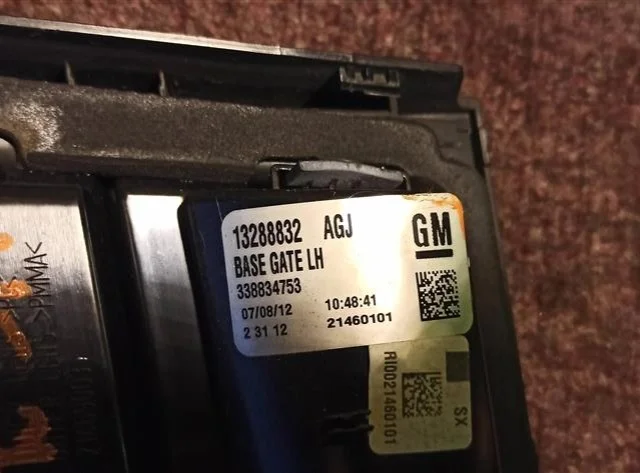 13288832 AGJ GM
BASE GATE LH
338834753
07/08/12 10:48:41
2 31 12 21460101
RI0021460101
SX
>PMMA<